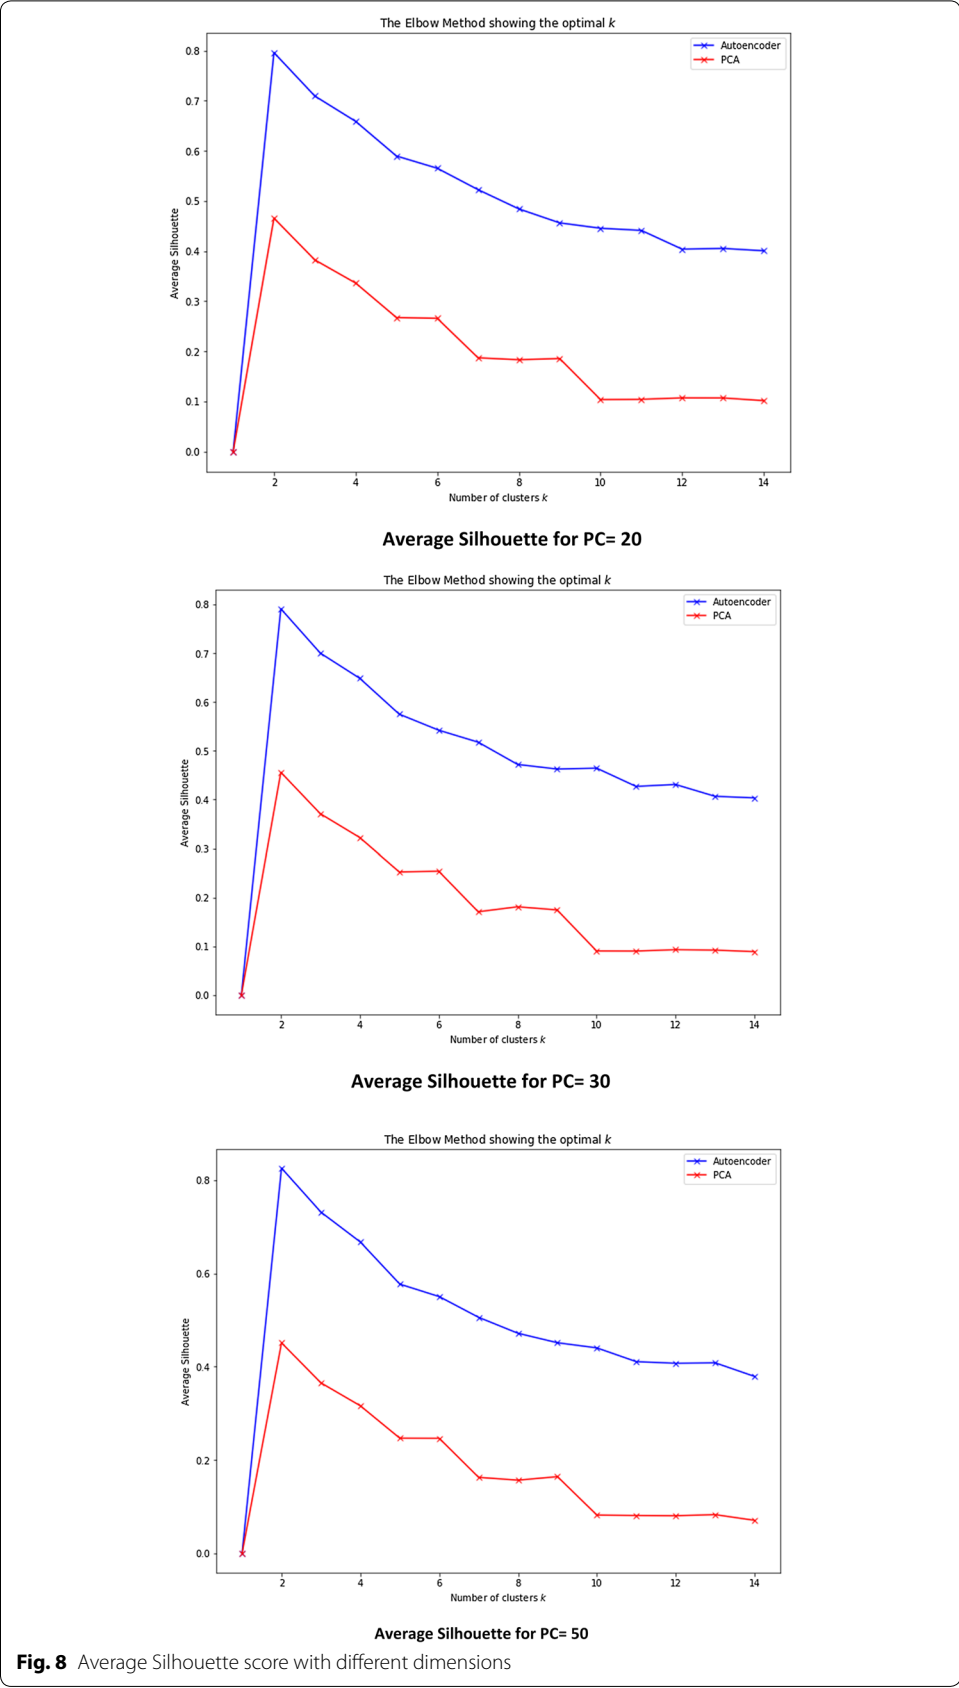 The Elbow Method showing the optimal k
Autoencoder
PCA
0.8
0.7
0.6
0.5
0.4
0.3
0.2
0.1
0.0
Average Silhouette
2 4 6 8 10 12 14
Number of clusters k
Average Silhouette for PC= 20
The Elbow Method showing the optimal k
Autoencoder
PCA
0.8
0.7
0.6
0.5
0.4
0.3
0.2
0.1
0.0
Average Silhouette
2 4 6 8 10 12 14
Number of clusters k
Average Silhouette for PC= 30
The Elbow Method showing the optimal k
Autoencoder
PCA
0.8
0.6
0.4
0.2
0.0
Average Silhouette
2 4 6 8 10 12 14
Number of clusters k
Average Silhouette for PC= 50
Fig. 8 Average Silhouette score with different dimensions